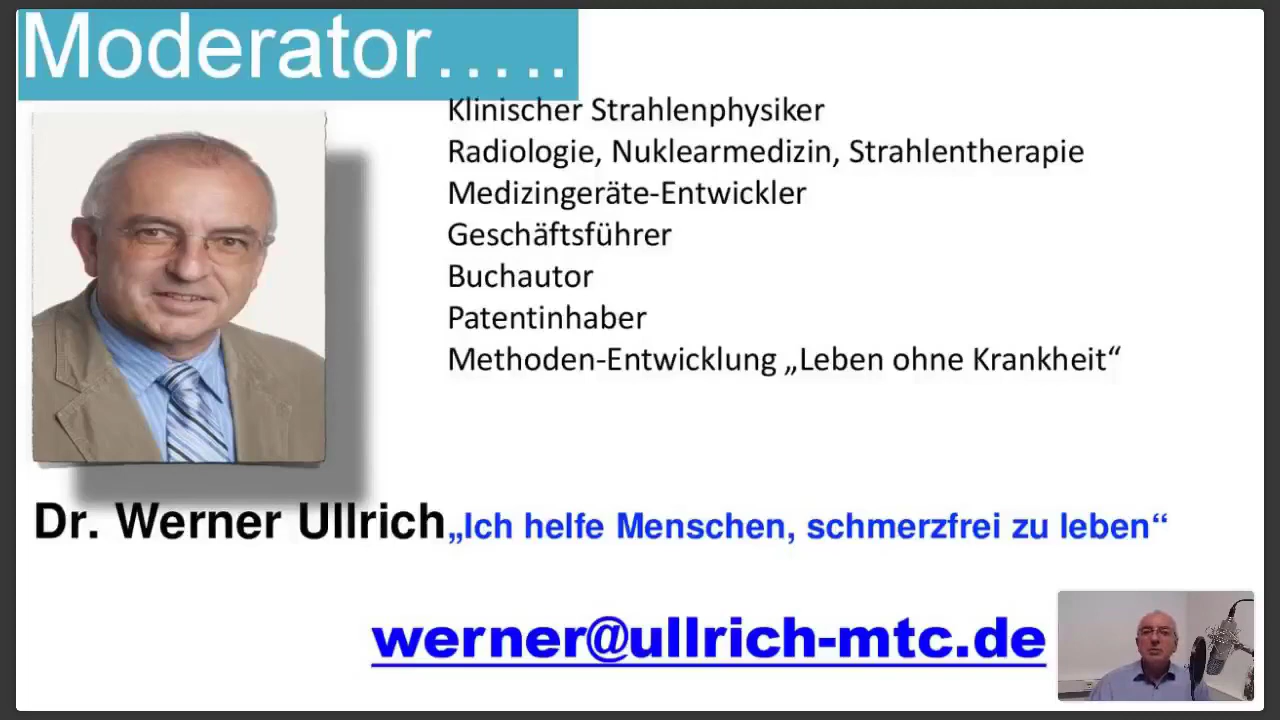 Moderator.....
Klinischer Strahlenphysiker
Radiologie, Nuklearmedizin, Strahlentherapie
Medizingeräte-Entwickler
Geschäftsführer
Buchautor
Patentinhaber
Methoden-Entwicklung „Leben ohne Krankheit“
Dr. Werner Ullrich„Ich helfe Menschen, schmerzfrei zu leben“
werner@ullrich-mtc.de